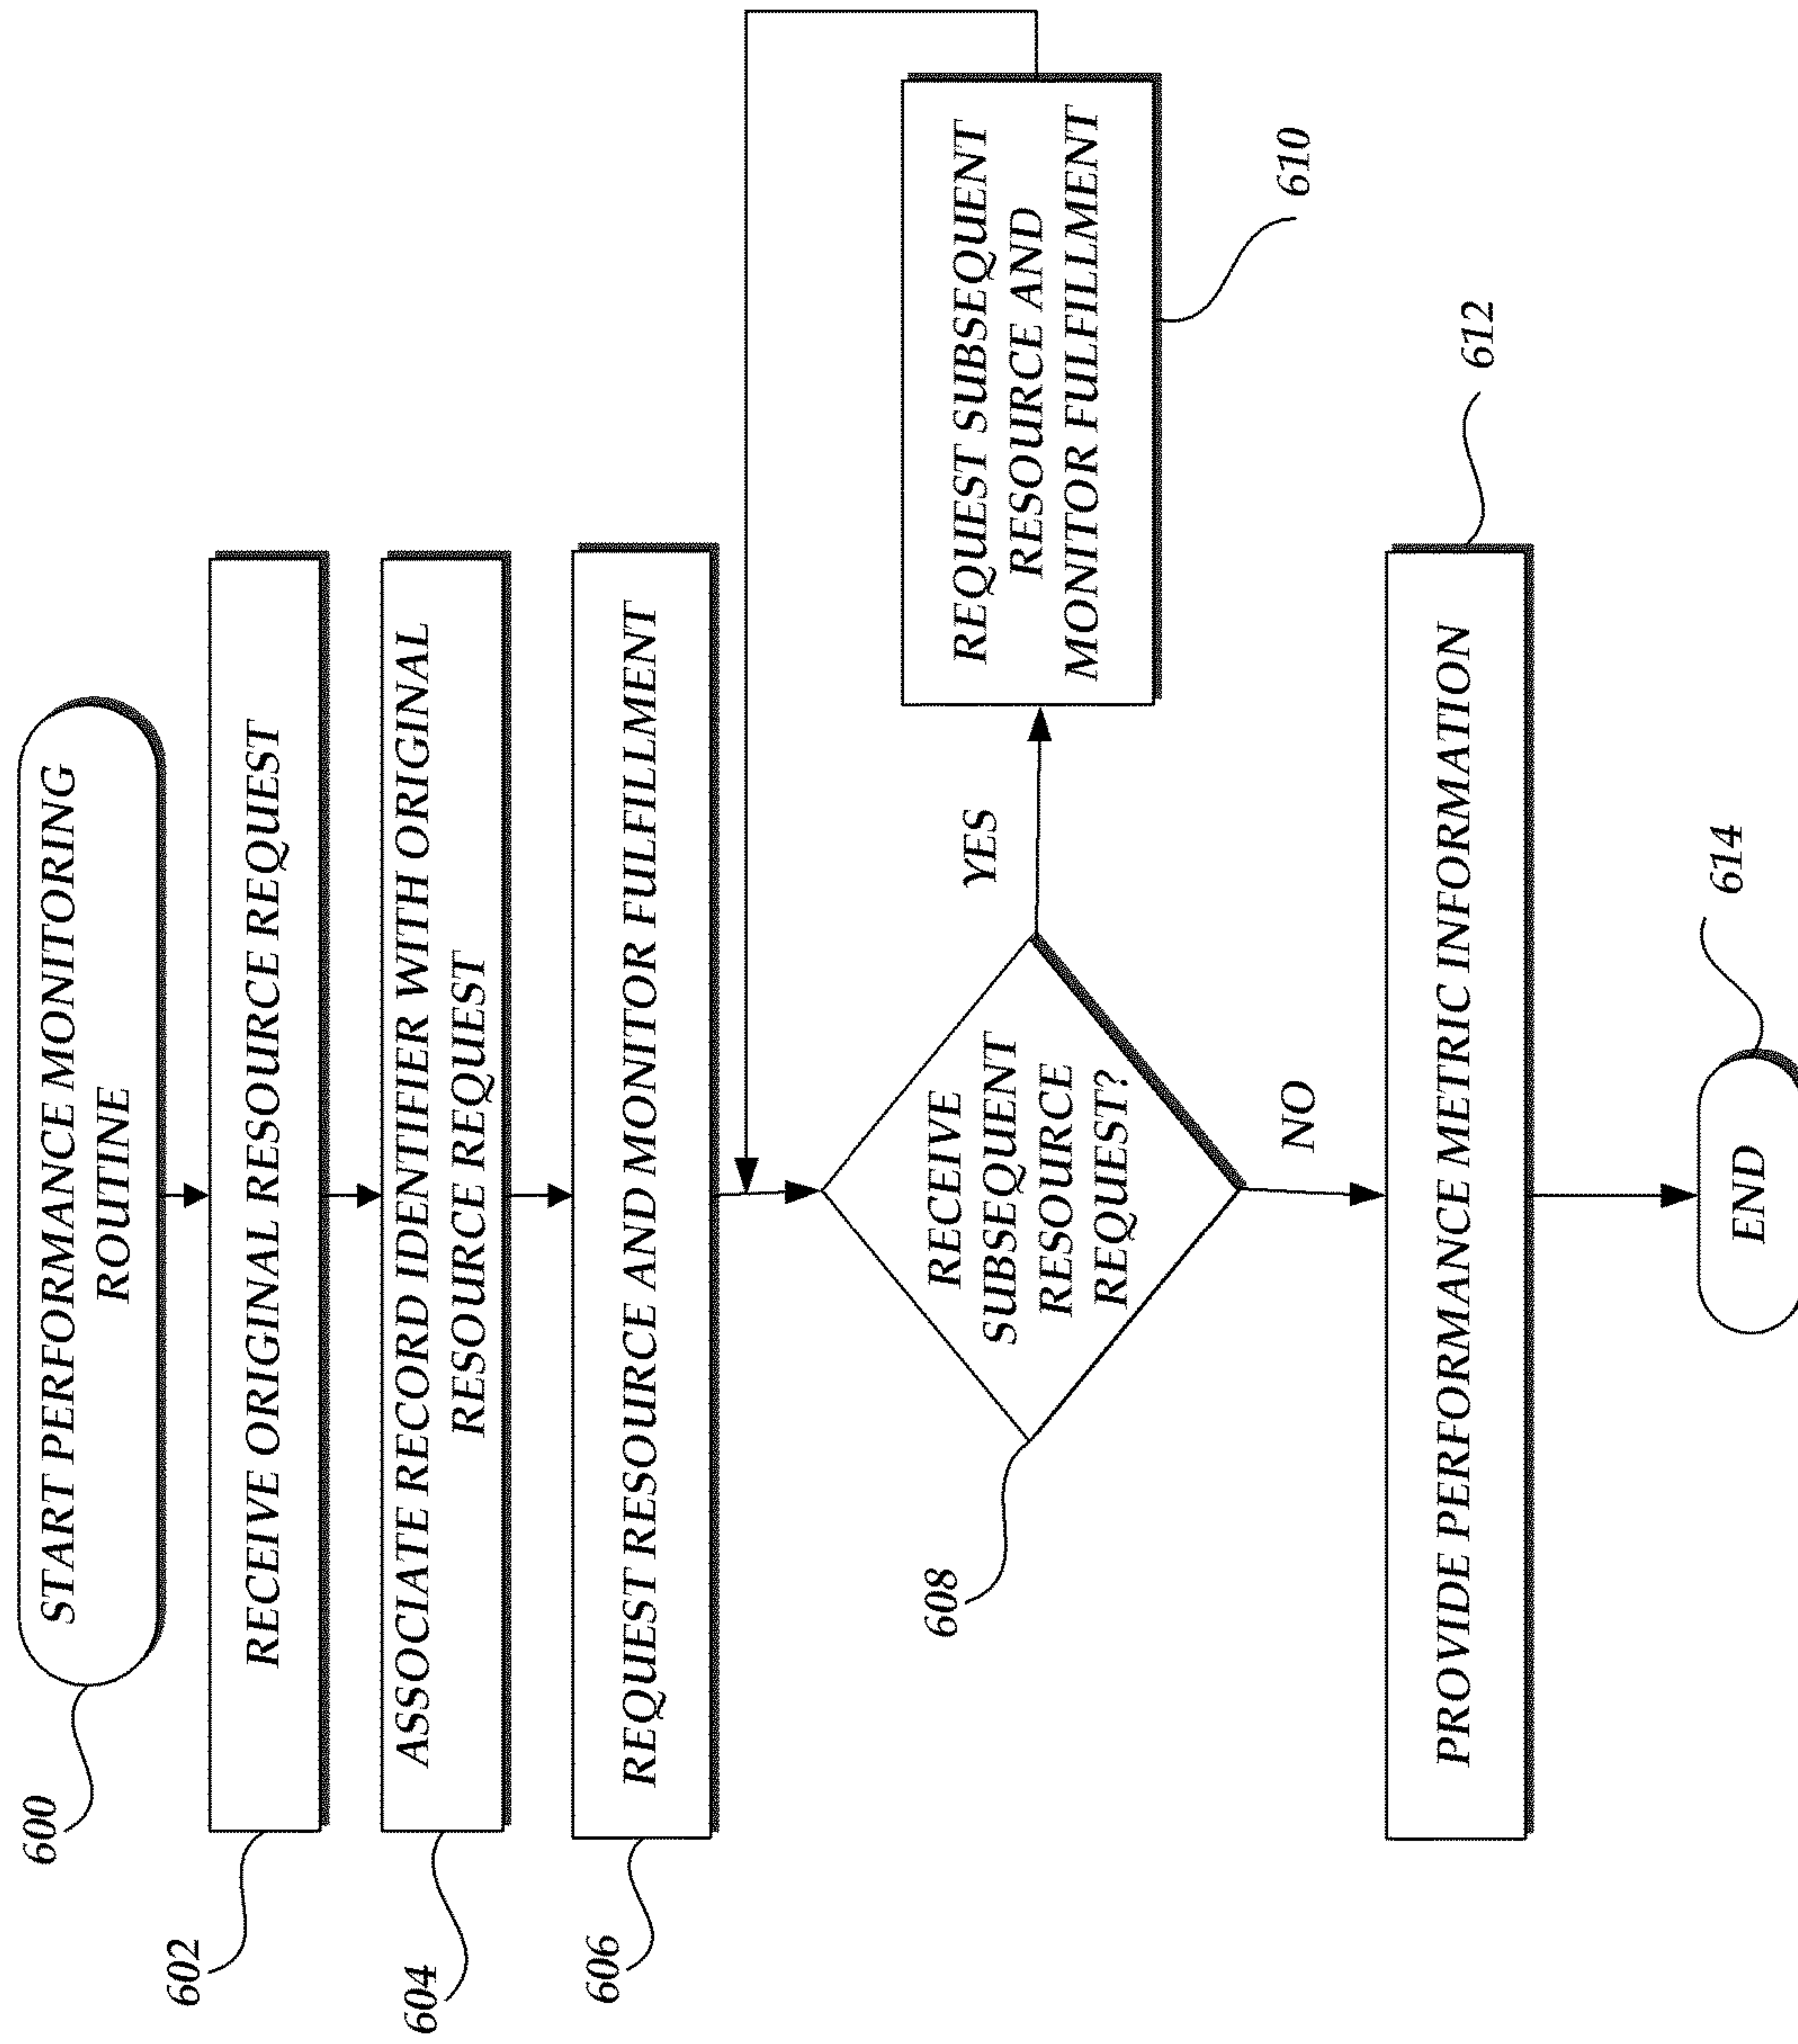 600
START PERFORMANCE MONITORING
ROUTINE
602
RECEIVE ORIGINAL RESOURCE REQUEST
604
ASSOCIATE RECORD IDENTIFIER WITH ORIGINAL
RESOURCE REQUEST
606
REQUEST RESOURCE AND MONITOR FULFILLMENT
608
RECEIVE
SUBSEQUENT
RESOURCE
REQUEST?
YES
REQUEST SUBSEQUENT
RESOURCE AND
MONITOR FULFILLMENT
610
NO
PROVIDE PERFORMANCE METRIC INFORMATION
612
END
614